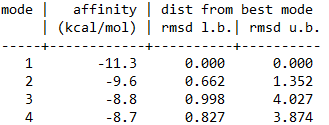 mode |   affinity | dist from best mode
     | (kcal/mol) | rmsd l.b.| rmsd u.b.
-----+------------+----------+----------
   1        -11.3      0.000      0.000
   2         -9.6      0.662      1.352
   3         -8.8      0.998      4.027
   4         -8.7      0.827      3.874